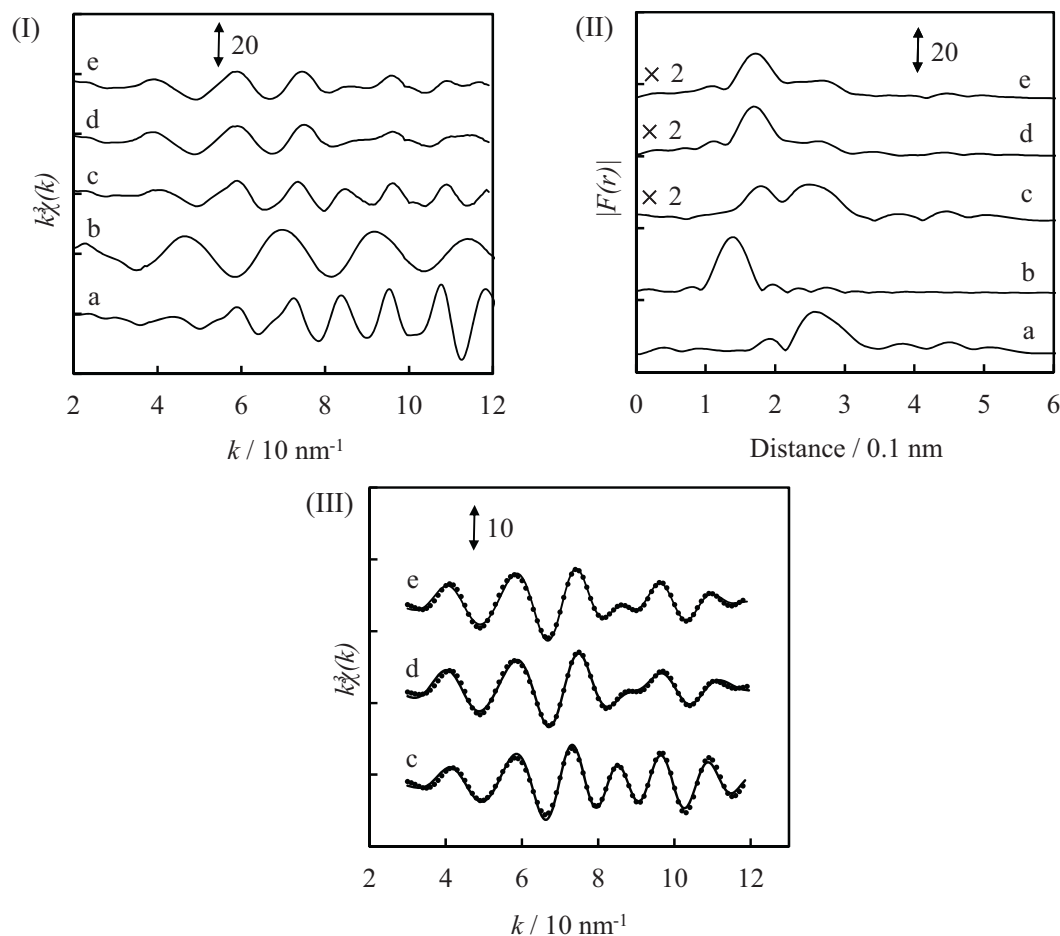 (I)
20
e
d
c
b
a
k³χ(k)
2 4 6 8 10 12
k / 10 nm⁻¹
(II)
20
× 2 e
× 2 d
× 2 c
b
a
|F(r)|
0 1 2 3 4 5 6
Distance / 0.1 nm
(III)
10
e
d
c
k³χ(k)
2 4 6 8 10 12
k / 10 nm⁻¹